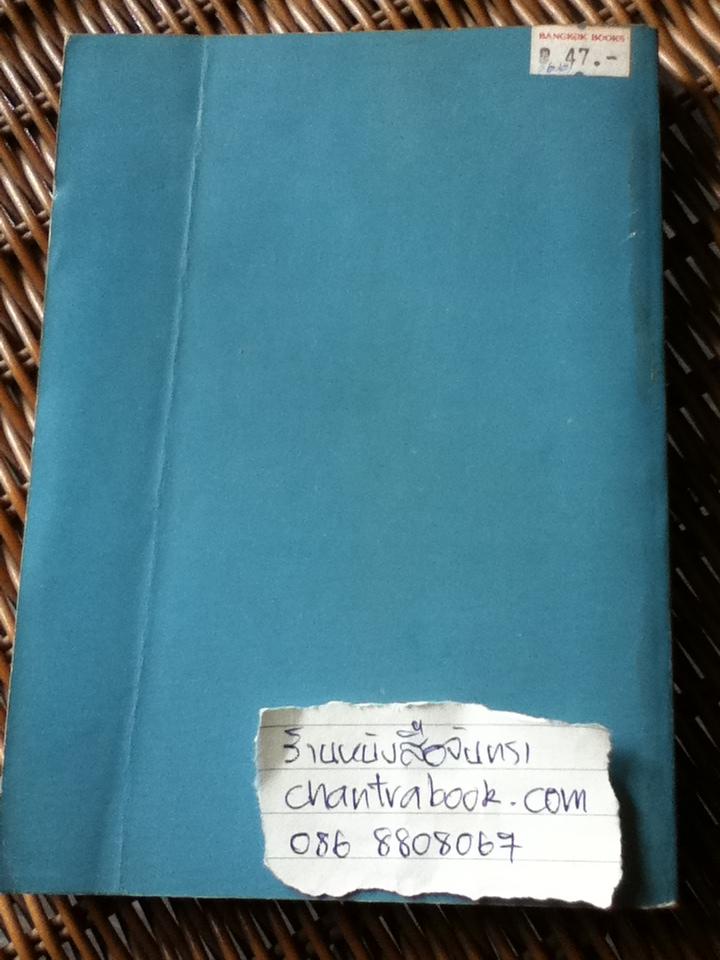 BANGKOK BOOKS
47.-
ร้านหนังสือจันทรา
chantrabook.com
086 8808067